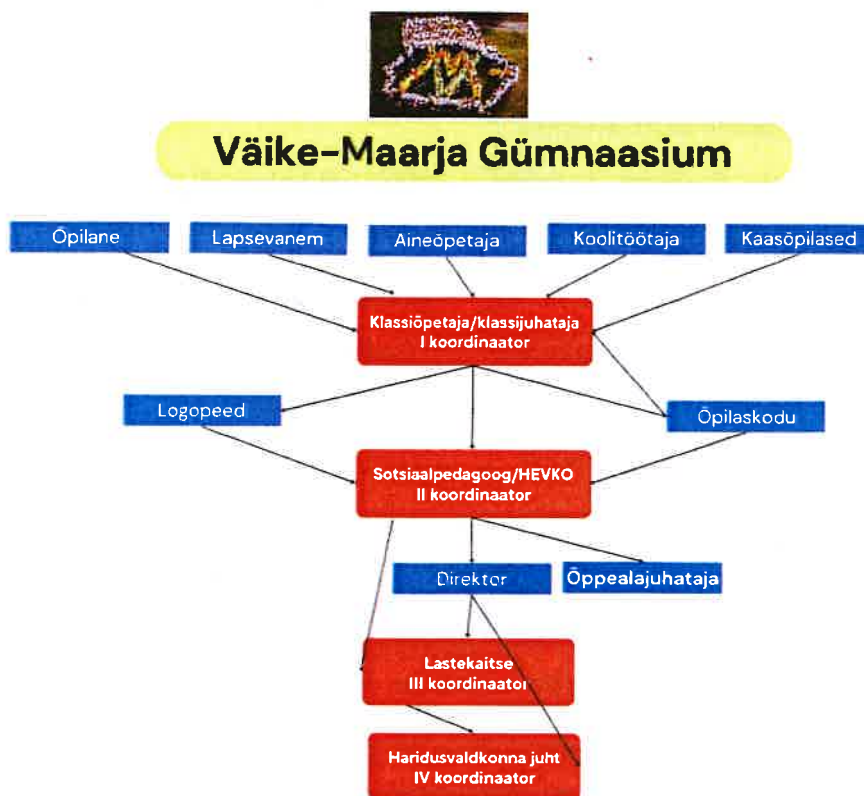 Väike-Maarja Gümnaasium
Õpilane
Lapsevanem
Aineõpetaja
Koolitöötaja
Kaasõpilased
Klassiõpetaja/klassijuhataja
I koordinaator
Logopeed
Õpilaskodu
Sotsiaalpedagoog/HEVKO
II koordinaator
Direktor
Õppealajuhataja
Lastekaitse
III koordinaator
Haridusvaldkonna juht
IV koordinaator